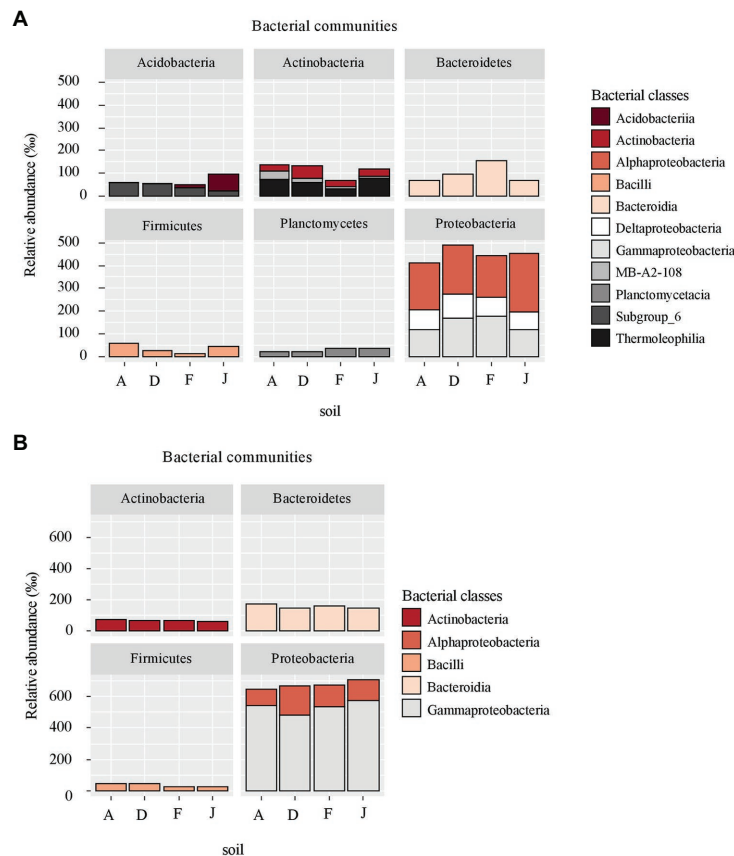 A
Bacterial communities
Acidobacteria Actinobacteria Bacteroidetes
500
400
300
200
100
0
Firmicutes Planctomycetes Proteobacteria
500
400
300
200
100
0
Relative abundance (‰)
A D F J A D F J A D F J
soil
Bacterial classes
Acidobacteriia
Actinobacteria
Alphaproteobacteria
Bacilli
Bacteroidia
Deltaproteobacteria
Gammaproteobacteria
MB-A2-108
Planctomycetacia
Subgroup_6
Thermoleophilia
B
Bacterial communities
Actinobacteria Bacteroidetes
600
400
200
0
Firmicutes Proteobacteria
600
400
200
0
Relative abundance (‰)
A D F J A D F J
soil
Bacterial classes
Actinobacteria
Alphaproteobacteria
Bacilli
Bacteroidia
Gammaproteobacteria